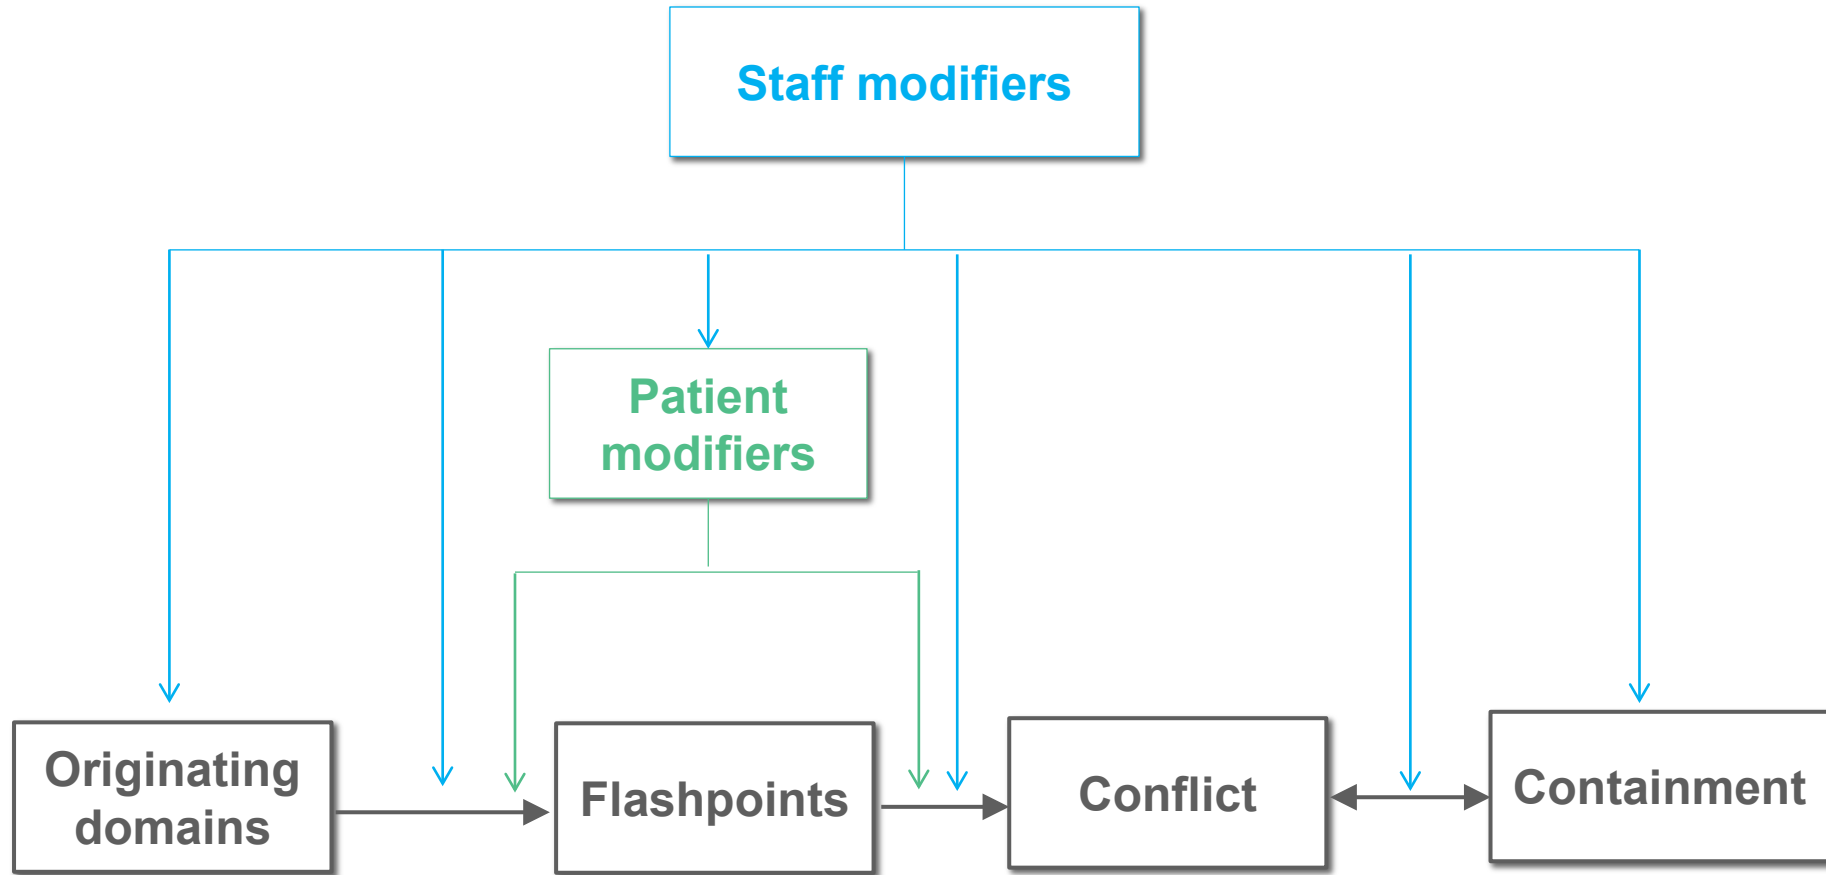 Staff modifiers
Patient
modifiers
Originating
domains
Flashpoints
Conflict
Containment